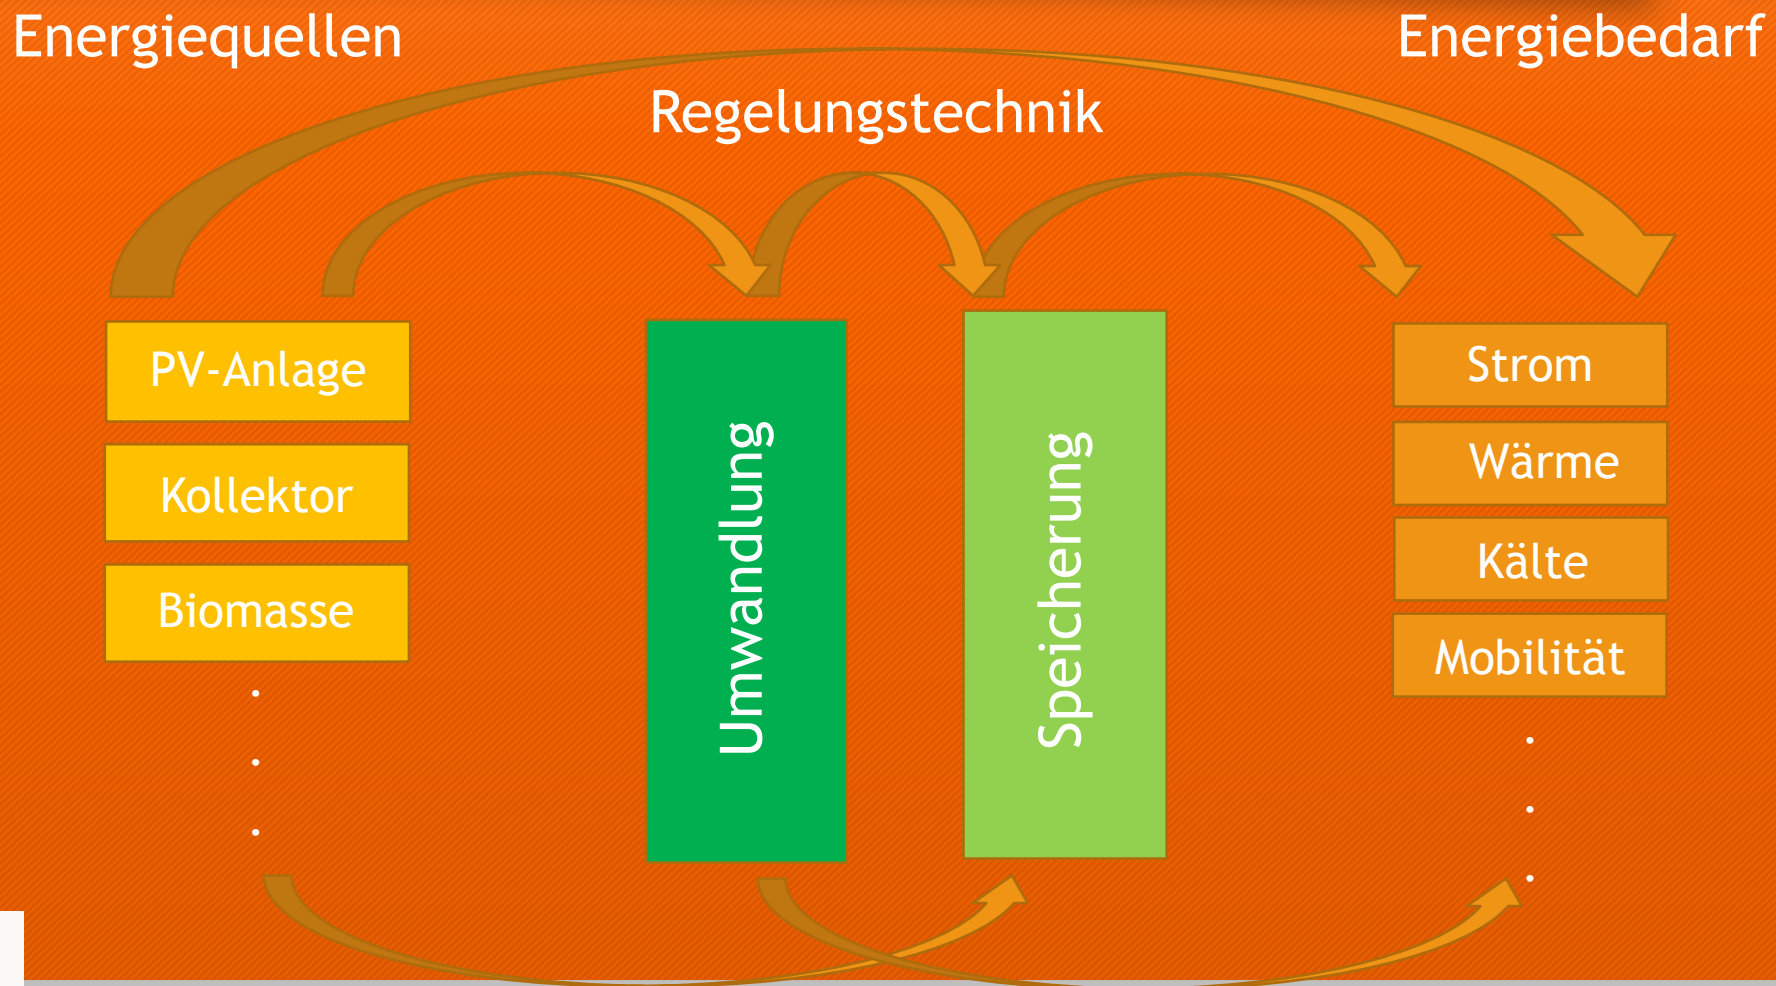 Energiequellen
Energiebedarf
Regelungstechnik
PV-Anlage
Kollektor
Biomasse
.
.
.
Umwandlung
Speicherung
Strom
Wärme
Kälte
Mobilität
.
.
.